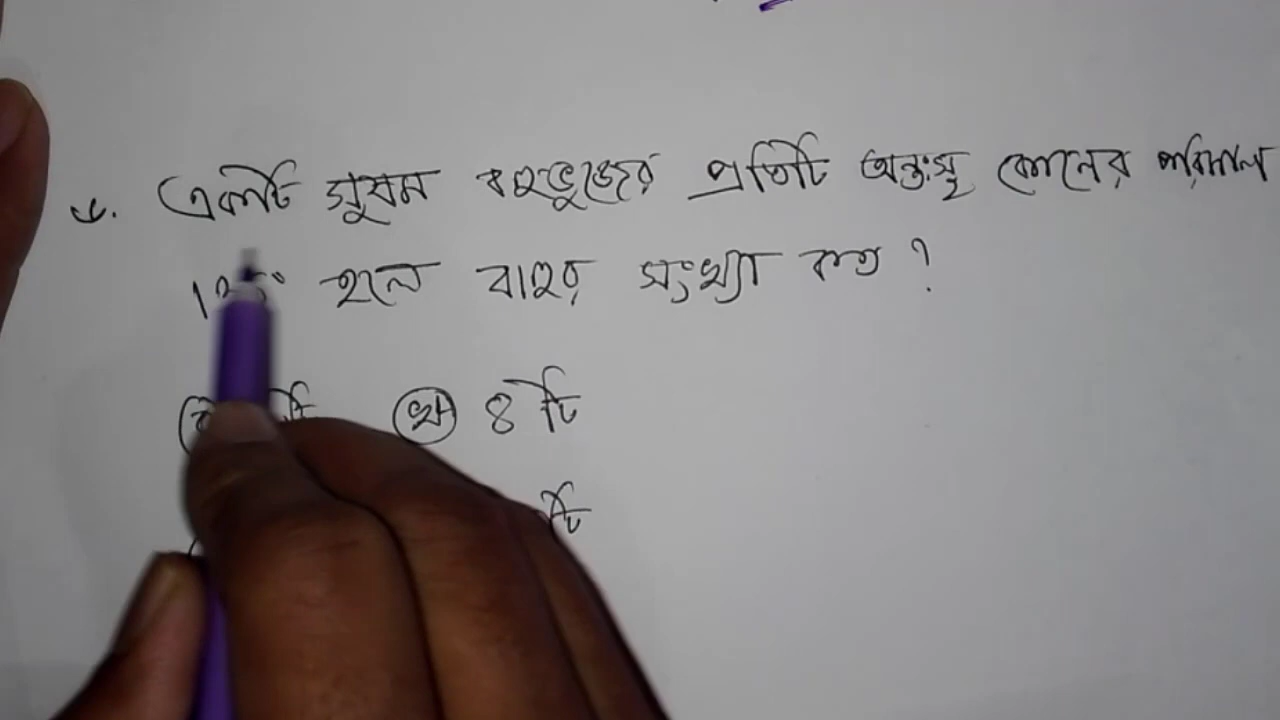 ৬. একটি সুষম বহুভুজের প্রতিটি অন্তঃস্থ কোনের পরিমাণ
হলে বাহুর সংখ্যা কত ?
টি খ ৪ টি
টি